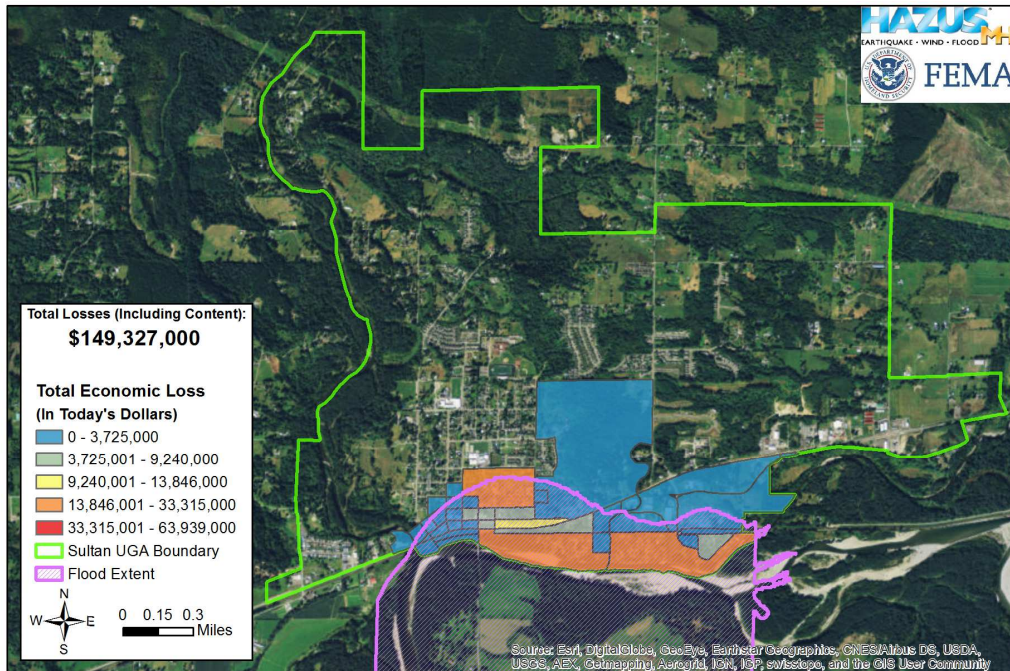 HAZUS MH
EARTHQUAKE · WIND · FLOOD
U.S. DEPARTMENT OF
HOMELAND SECURITY
FEMA
Total Losses (Including Content):
$149,327,000
Total Economic Loss
(In Today's Dollars)
0 - 3,725,000
3,725,001 - 9,240,000
9,240,001 - 13,846,000
13,846,001 - 33,315,000
33,315,001 - 63,939,000
Sultan UGA Boundary
Flood Extent
N
W E
S
0 0.15 0.3
Miles
Source: Esri, DigitalGlobe, GeoEye, Earthstar Geographics, CNES/Airbus DS, USDA,
USGS, AEX, Getmapping, Aerogrid, IGN, IGP, swisstopo, and the GIS User Community